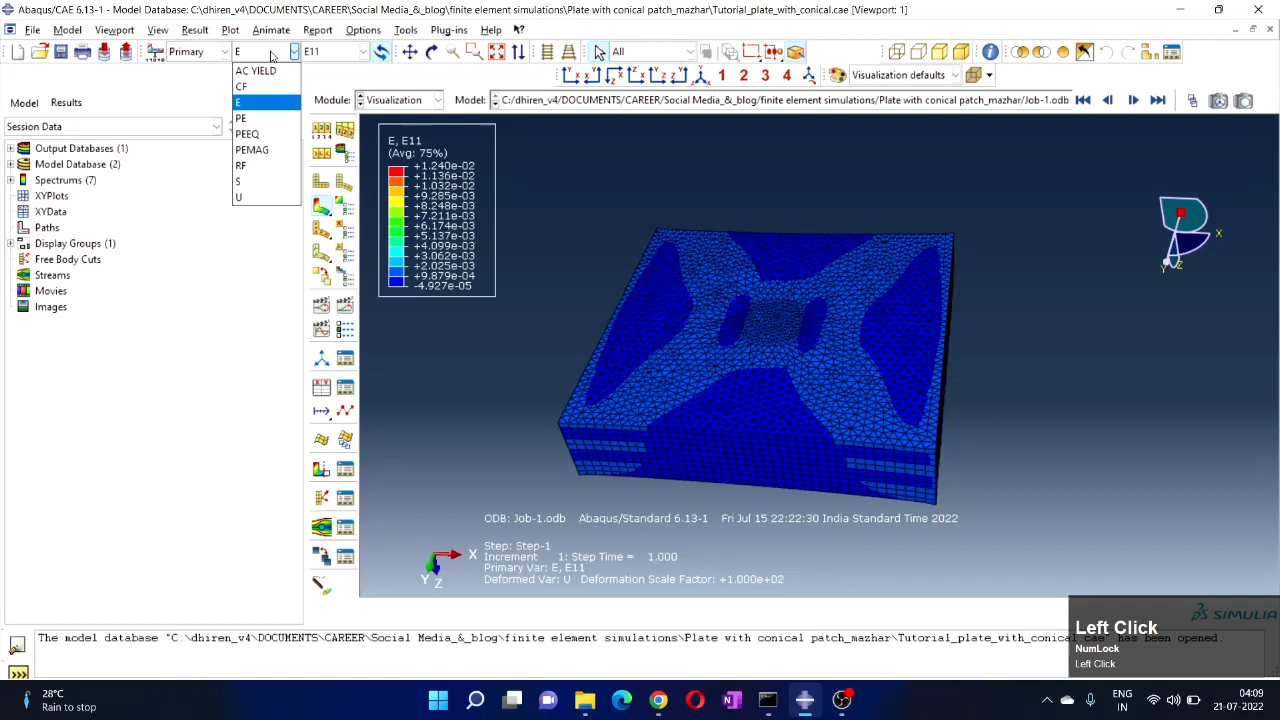 Abaqus/CAE 6.13-1 - Model Database: C:\dhiren_v4\DOCUMENTS\CAREER\Social Media_&_blog\finite element simulations\Plate with conical patch_mazhar\Tutorial_plate_with_conical.cae [Viewport: 1]
File Model Viewport View Result Plot Animate Report Options Tools Plug-ins Help
Primary E E11 All
AC YIELD
CF
E
PE
PEEQ
PEMAG
RF
S
U
1 2 3 4 Visualization defaults
Model Results
Module: Visualization Model: C:/dhiren_v4/DOCUMENTS/CAREER/Social Media_&_blog/finite element simulations/Plate with conical patch_mazhar/Job-1.odb
Session Data
Output Databases (1)
Model Database (2)
Spectrums (7)
XYPlots
XYData
Paths
Display Groups (1)
Free Body Cuts
Streams
Movies
Images
E, E11
(Avg: 75%)
+1.240e-02
+1.136e-02
+1.032e-02
+9.285e-03
+8.248e-03
+7.211e-03
+6.174e-03
+5.137e-03
+4.099e-03
+3.062e-03
+2.025e-03
+9.879e-04
-4.927e-05
X
Y Z
ODB: Job-1.odb Abaqus/Standard 6.13-1 Fri Jul 15 22:22:30 India Standard Time 2022
Step: Step-1
Increment 1: Step Time = 1.000
Primary Var: E, E11
Deformed Var: U Deformation Scale Factor: +1.000e+02
X
Y Z
SIMULIA
The model database "C:\dhiren_v4\DOCUMENTS\CAREER\Social Media_&_blog\finite element simulations\Plate with conical patch_mazhar\Tutorial_plate_with_conical.cae" has been opened.
Left Click
NumLock
Left Click
>>>
28°C
Rain to stop
ENG
IN
04:09
21-07-2022